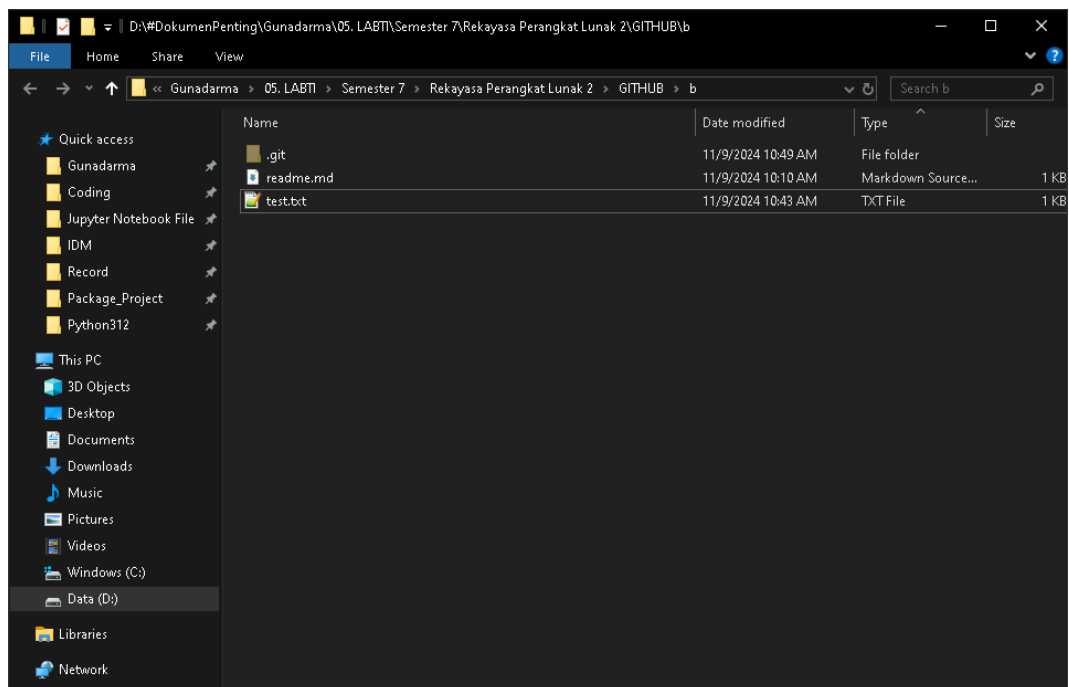 D:\#DokumenPenting\Gunadarma\05. LABTI\Semester 7\Rekayasa Perangkat Lunak 2\GITHUB\b
File Home Share View
« Gunadarma > 05. LABTI > Semester 7 > Rekayasa Perangkat Lunak 2 > GITHUB > b Search b
Name Date modified Type Size
.git 11/9/2024 10:49 AM File folder
readme.md 11/9/2024 10:10 AM Markdown Source... 1 KB
test.txt 11/9/2024 10:43 AM TXT File 1 KB
Quick access
Gunadarma
Coding
Jupyter Notebook File
IDM
Record
Package_Project
Python312
This PC
3D Objects
Desktop
Documents
Downloads
Music
Pictures
Videos
Windows (C:)
Data (D:)
Libraries
Network